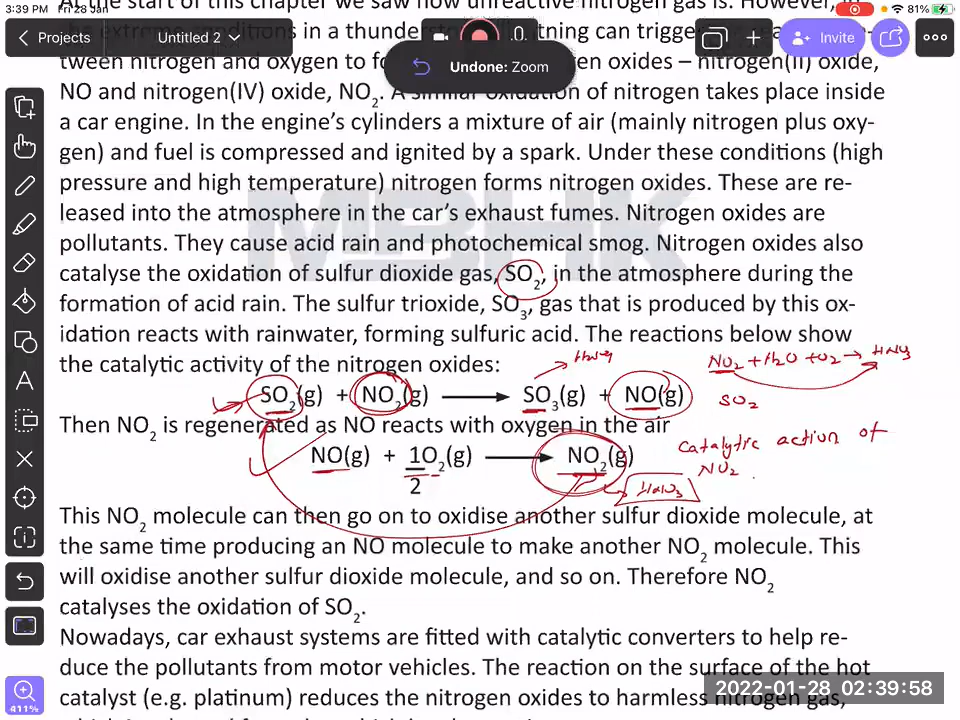 3:39 PM Fri 28 Jan
81%
At the start of this chapter we saw how unreactive nitrogen gas is. However, in
Projects
Untitled 2
Invite
in a thunder
tning can trigger
Undone: Zoom
tween nitrogen and oxygen to fo
en oxides – nitrogen(II) oxide,
NO and nitrogen(IV) oxide, NO₂. A similar oxidation of nitrogen takes place inside
a car engine. In the engine's cylinders a mixture of air (mainly nitrogen plus oxy-
gen) and fuel is compressed and ignited by a spark. Under these conditions (high
pressure and high temperature) nitrogen forms nitrogen oxides. These are re-
leased into the atmosphere in the car's exhaust fumes. Nitrogen oxides are
pollutants. They cause acid rain and photochemical smog. Nitrogen oxides also
catalyse the oxidation of sulfur dioxide gas, SO₂, in the atmosphere during the
formation of acid rain. The sulfur trioxide, SO₃, gas that is produced by this ox-
idation reacts with rainwater, forming sulfuric acid. The reactions below show
the catalytic activity of the nitrogen oxides:
NO₂ + H₂O + O₂ → HNO₃
SO₂(g) + NO₂(g) ⟶ SO₃(g) + NO(g)
SO₂
Then NO₂ is regenerated as NO reacts with oxygen in the air
NO(g) + 1/2 O₂(g) ⟶ NO₂(g)
Catalytic action of
NO₂
This NO₂ molecule can then go on to oxidise another sulfur dioxide molecule, at
the same time producing an NO molecule to make another NO₂ molecule. This
will oxidise another sulfur dioxide molecule, and so on. Therefore NO₂
catalyses the oxidation of SO₂.
Nowadays, car exhaust systems are fitted with catalytic converters to help re-
duce the pollutants from motor vehicles. The reaction on the surface of the hot
catalyst (e.g. platinum) reduces the nitrogen oxides to harmless nitrogen gas,
411%
2022-01-28 02:39:58